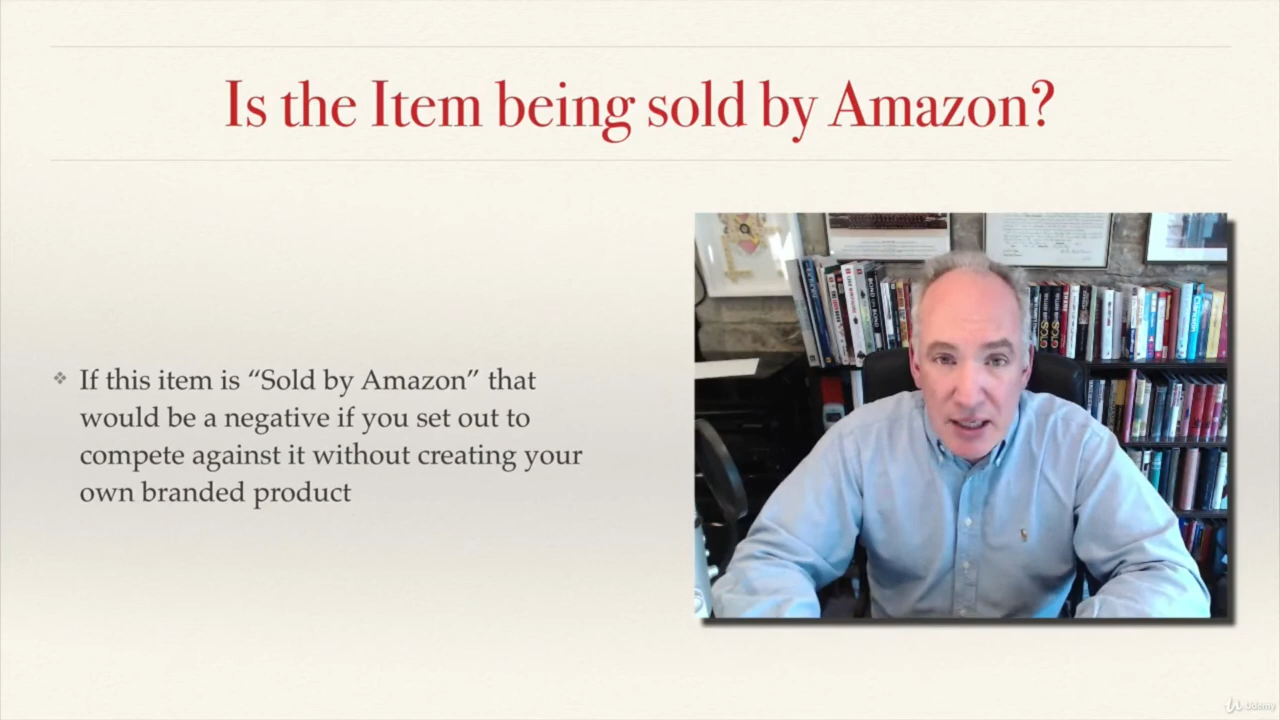 Is the Item being sold by Amazon?
❖ If this item is “Sold by Amazon” that
would be a negative if you set out to
compete against it without creating your
own branded product
Udemy